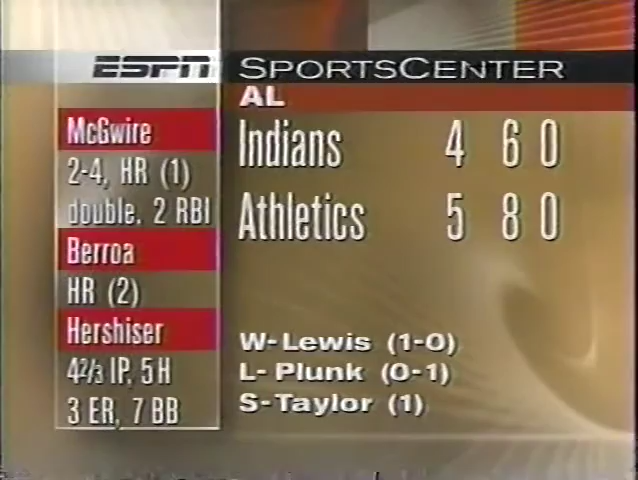 ESPN SPORTSCENTER
AL
Indians 4 6 0
Athletics 5 8 0
W-Lewis (1-0)
L- Plunk (0-1)
S-Taylor (1)
McGwire
2-4, HR (1)
double, 2 RBI
Berroa
HR (2)
Hershiser
4 2/3 IP, 5 H
3 ER, 7 BB